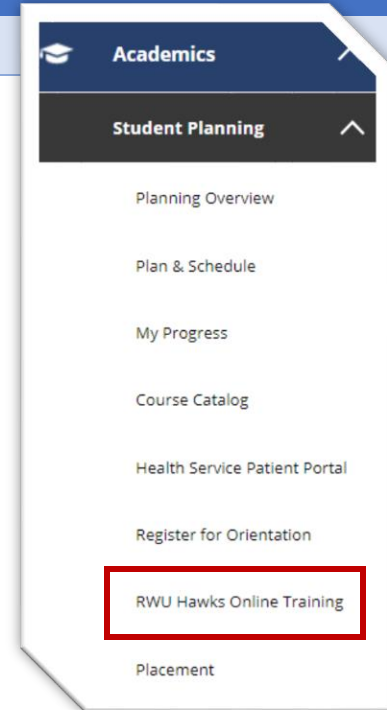 Academics
Student Planning
Planning Overview
Plan & Schedule
My Progress
Course Catalog
Health Service Patient Portal
Register for Orientation
RWU Hawks Online Training
Placement